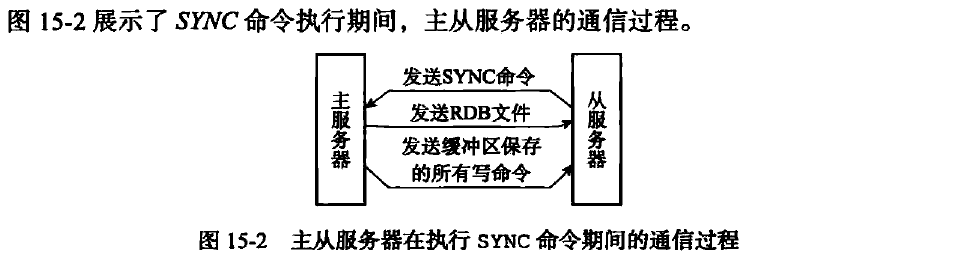 图 15-2 展示了 SYNC 命令执行期间，主从服务器的通信过程。
主服务器
发送SYNC命令
发送RDB文件
发送缓冲区保存
的所有写命令
从服务器
图 15-2 主从服务器在执行 SYNC 命令期间的通信过程